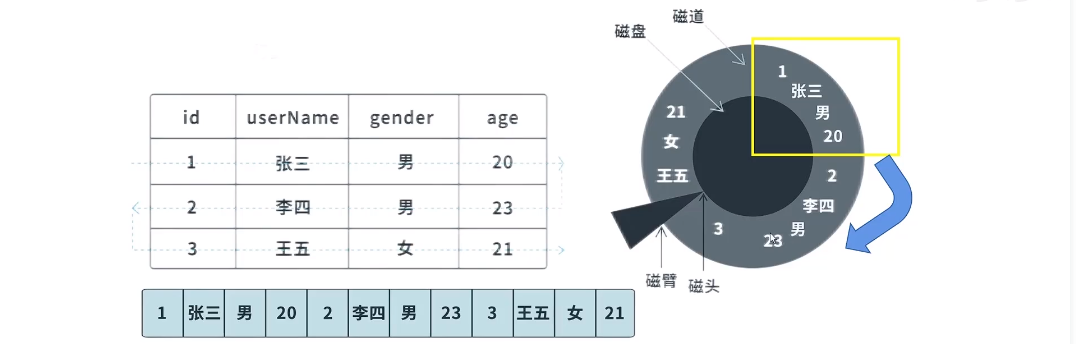 id userName gender age
1 张三 男 20
2 李四 男 23
3 王五 女 21
1 张三 男 20 2 李四 男 23 3 王五 女 21
磁道
磁盘
1
张三
男
20
2
李四
男
23
3
王五
女
21
磁臂
磁头